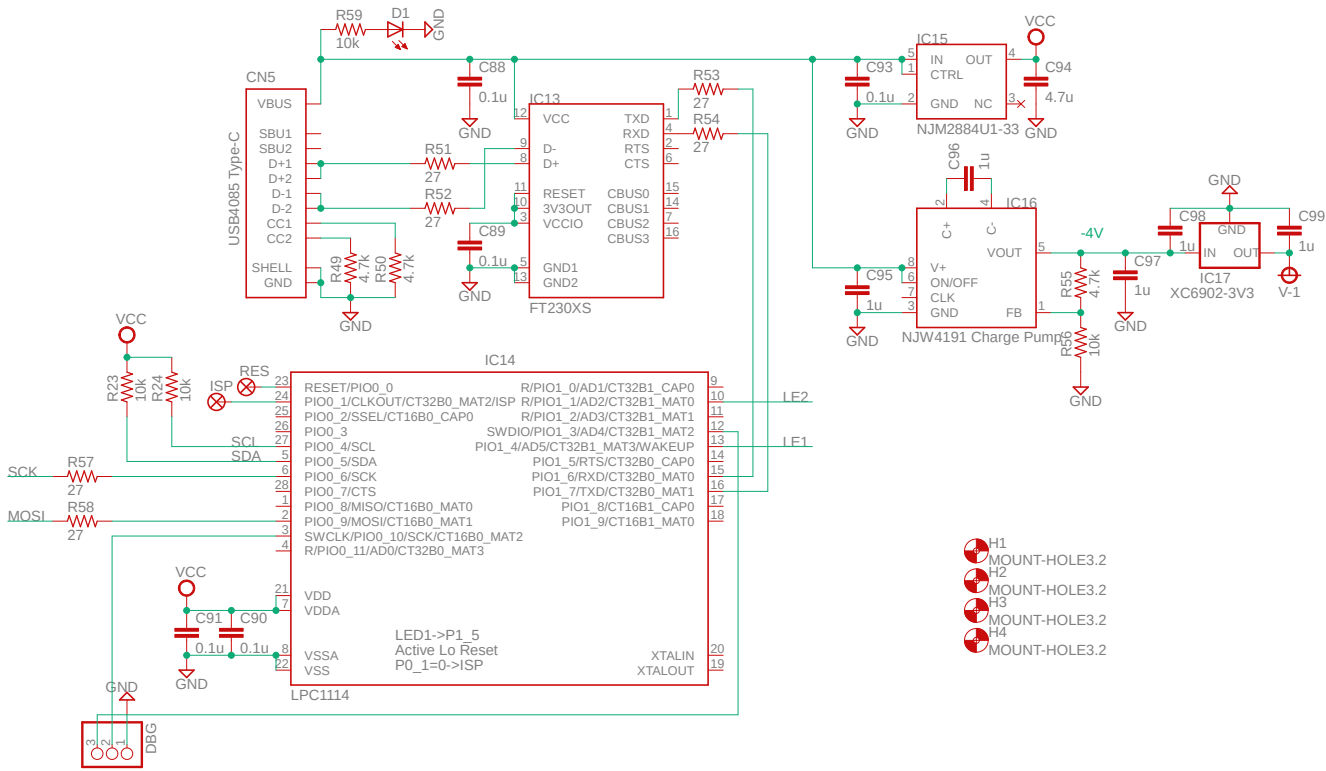 R59
10k
D1
GND
CN5
USB4085 Type-C
VBUS
SBU1
SBU2
D+1
D+2
D-1
D-2
CC1
CC2
SHELL
GND
R49
4.7k
R50
4.7k
GND
R51
27
R52
27
C88
0.1u
GND
C89
0.1u
GND
IC13
12 VCC
9 D-
8 D+
11 RESET
10 3V3OUT
3 VCCIO
5 GND1
13 GND2
TXD 1
RXD 4
RTS 2
CTS 6
CBUS0 15
CBUS1 14
CBUS2 7
CBUS3 16
FT230XS
R53
27
R54
27
C93
0.1u
GND
IC15
5 IN
1 CTRL
2 GND
OUT 4
NC 3
NJM2884U1-33
VCC
C94
4.7u
GND
C96
1u
IC16
2 C+
4 C-
8 V+
6 ON/OFF
7 CLK
3 GND
VOUT 5
FB 1
NJW4191 Charge Pump
C95
1u
GND
-4V
R55
4.7k
R56
10k
GND
C97
1u
GND
GND
C98
1u
GND
IN OUT
IC17
XC6902-3V3
C99
1u
V-1
VCC
R23
10k
R24
10k
ISP
RES
SCL
SDA
SCK
R57
27
MOSI
R58
27
IC14
23 RESET/PIO0_0
24 PIO0_1/CLKOUT/CT32B0_MAT2/ISP
25 PIO0_2/SSEL/CT16B0_CAP0
26 PIO0_3
27 PIO0_4/SCL
5 PIO0_5/SDA
6 PIO0_6/SCK
28 PIO0_7/CTS
1 PIO0_8/MISO/CT16B0_MAT0
2 PIO0_9/MOSI/CT16B0_MAT1
3 SWCLK/PIO0_10/SCK/CT16B0_MAT2
4 R/PIO0_11/AD0/CT32B0_MAT3
21 VDD
7 VDDA
8 VSSA
22 VSS
R/PIO1_0/AD1/CT32B1_CAP0 9
R/PIO1_1/AD2/CT32B1_MAT0 10
R/PIO1_2/AD3/CT32B1_MAT1 11
SWDIO/PIO1_3/AD4/CT32B1_MAT2 12
PIO1_4/AD5/CT32B1_MAT3/WAKEUP 13
PIO1_5/RTS/CT32B0_CAP0 14
PIO1_6/RXD/CT32B0_MAT0 15
PIO1_7/TXD/CT32B0_MAT1 16
PIO1_8/CT16B1_CAP0 17
PIO1_9/CT16B1_MAT0 18
XTALIN 20
XTALOUT 19
LE2
LE1
LED1->P1_5
Active Lo Reset
P0_1=0->ISP
LPC1114
VCC
C91
0.1u
C90
0.1u
GND
GND
3 2 1
DBG
H1
MOUNT-HOLE3.2
H2
MOUNT-HOLE3.2
H3
MOUNT-HOLE3.2
H4
MOUNT-HOLE3.2